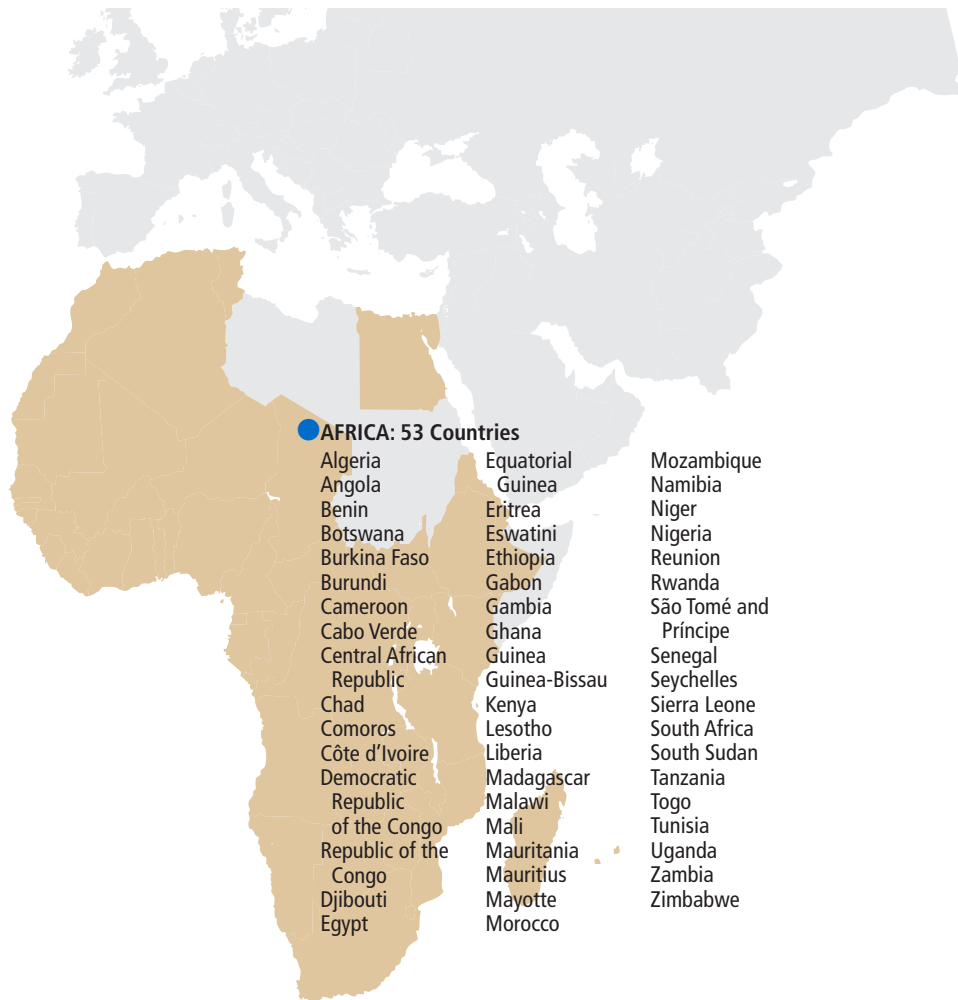 AFRICA: 53 Countries
Algeria
Angola
Benin
Botswana
Burkina Faso
Burundi
Cameroon
Cabo Verde
Central African
Republic
Chad
Comoros
Côte d’Ivoire
Democratic
Republic
of the Congo
Republic of the
Congo
Djibouti
Egypt
Equatorial
Guinea
Eritrea
Eswatini
Ethiopia
Gabon
Gambia
Ghana
Guinea
Guinea-Bissau
Kenya
Lesotho
Liberia
Madagascar
Malawi
Mali
Mauritania
Mauritius
Mayotte
Morocco
Mozambique
Namibia
Niger
Nigeria
Reunion
Rwanda
São Tomé and
Príncipe
Senegal
Seychelles
Sierra Leone
South Africa
South Sudan
Tanzania
Togo
Tunisia
Uganda
Zambia
Zimbabwe